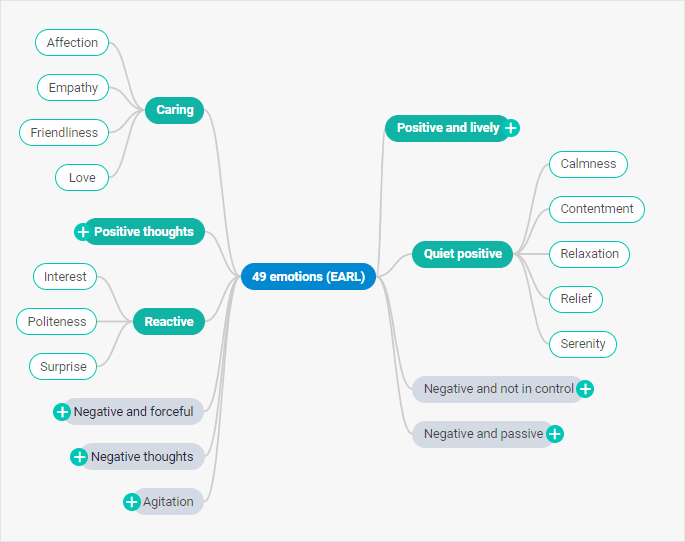 Affection
Empathy
Friendliness
Love
Caring
Positive thoughts
Interest
Politeness
Surprise
Reactive
Negative and forceful
Negative thoughts
Agitation
49 emotions (EARL)
Positive and lively
Quiet positive
Calmness
Contentment
Relaxation
Relief
Serenity
Negative and not in control
Negative and passive